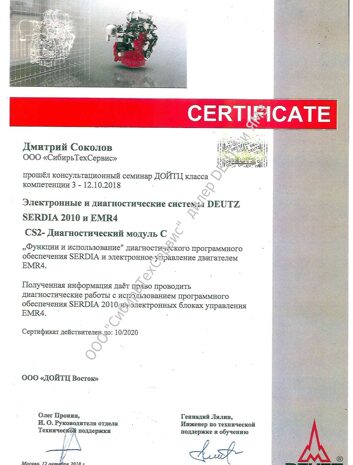 CERTIFICATE
Дмитрий Соколов
ООО «СибирьТехСервис»
прошёл консультационный семинар ДОЙТЦ класса
компетенции 3 - 12.10.2018
Электронные и диагностические системы DEUTZ
SERDIA 2010 и EMR4
CS2- Диагностический модуль С
„Функции и использование" диагностического программного
обеспечения SERDIA и электронное управление двигателем
EMR4.
Полученная информация даёт право проводить
диагностические работы с использованием программного
обеспечения SERDIA 2010 на электронных блоках управления
EMR4.
Сертификат действителен до: 10/2020
ООО «ДОЙТЦ Восток»
Олег Пронин,
И. О. Руководителя отдела
Технической поддержки
Геннадий Лялин,
Инженер по технической
поддержке и обучению
Москва, 12 октября 2018 г
DEUTZ
ООО "СибирьТехСервис" дилер DEUTZ